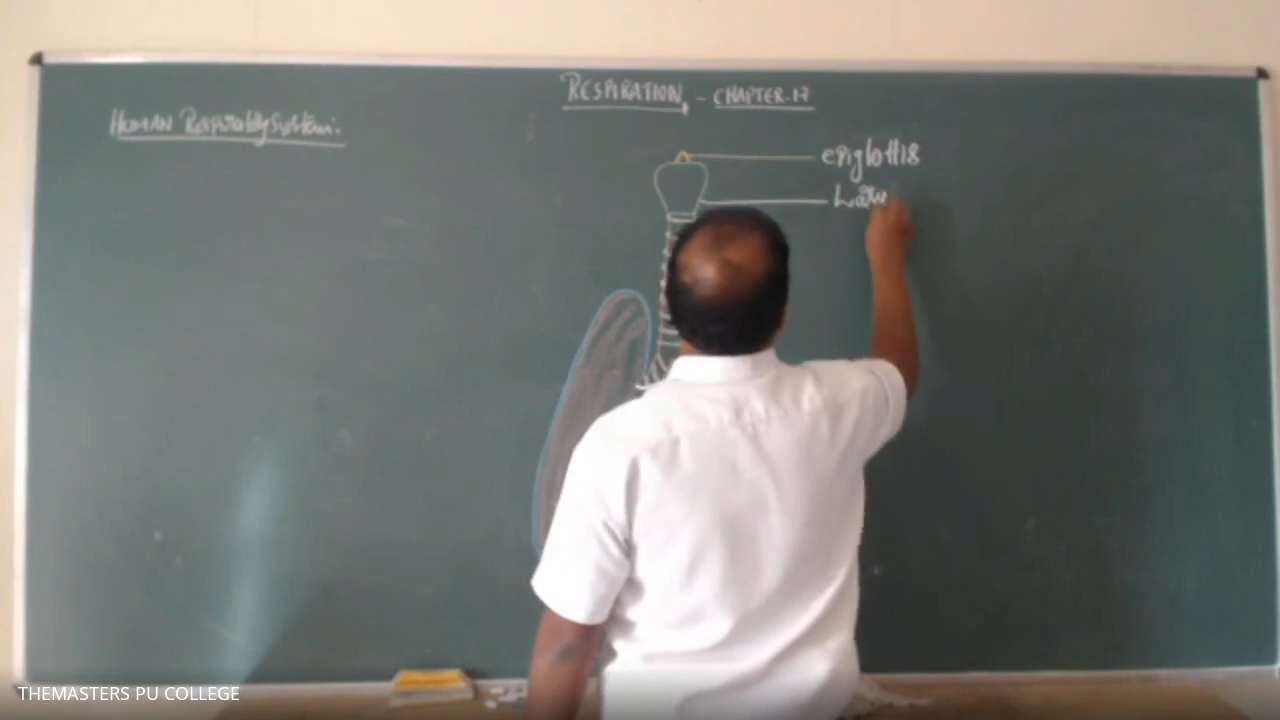 RESPIRATION, - CHAPTER-17
HUMAN Respiratory System:
epiglottis
THEMASTERS PU COLLEGE